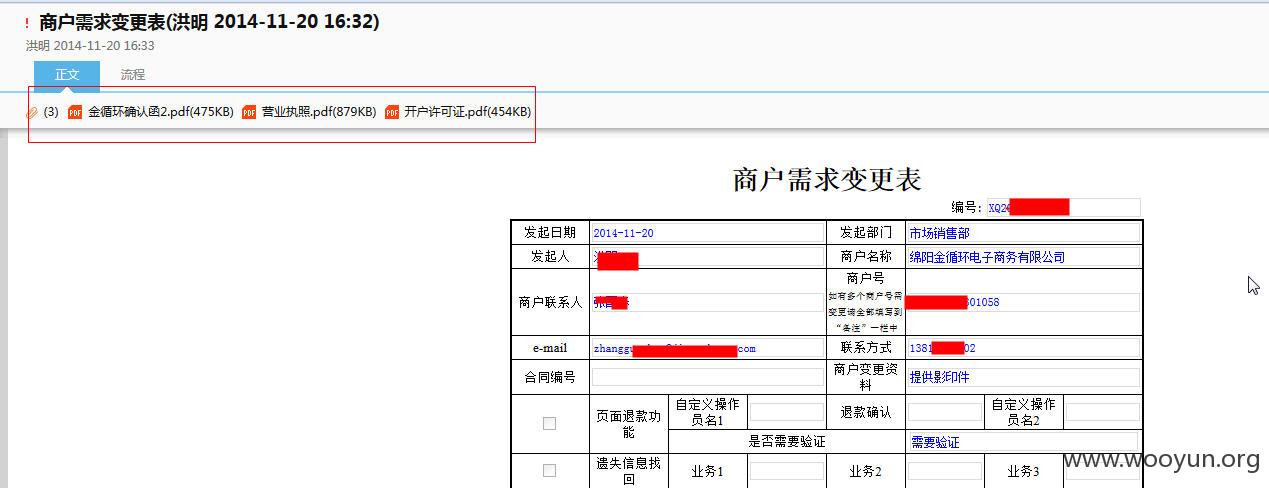 ! 商户需求变更表(洪明 2014-11-20 16:32)
洪明 2014-11-20 16:33
正文 流程
(3) 金循环确认函2.pdf(475KB) 营业执照.pdf(879KB) 开户许可证.pdf(454KB)
商户需求变更表
编号: XQ2
发起日期 2014-11-20 发起部门 市场销售部
发起人 商户名称 绵阳金循环电子商务有限公司
商户联系人 商户号 01058
如有多个商户号需
变更请全部填写到
“备注”一栏中
e-mail zhanggu com 联系方式 1381 02
合同编号 商户变更资
料 提供影印件
页面退款功
能 自定义操作
员名1 退款确认 自定义操作
员名2
是否需要验证 需要验证
遗失信息找
回 业务1 业务2 业务3
www.wooyun.org